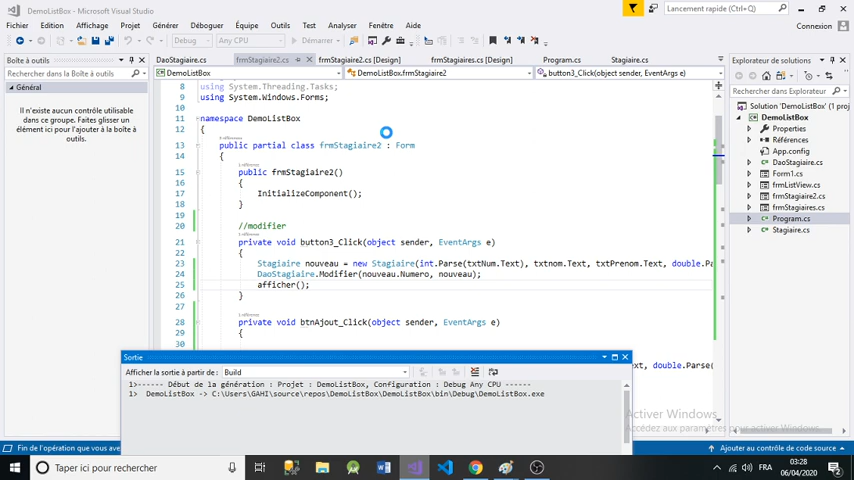 DemoListBox - Microsoft Visual Studio
Lancement rapide (Ctrl+Q)
Fichier Edition Affichage Projet Générer Déboguer Équipe Outils Test Analyser Fenêtre Aide
Connexion
Debug Any CPU Démarrer
Boîte à outils
DaoStagiaire.cs frmStagiaire2.cs frmStagiaire2.cs [Design] frmStagiaires.cs [Design] Program.cs Stagiaire.cs
Explorateur de solutions
Rechercher dans Boîte à outils
DemoListBox DemoListBox.frmStagiaire2 button3_Click(object sender, EventArgs e)
Général
Il n'existe aucun contrôle utilisable dans ce groupe. Faites glisser un élément ici pour l'ajouter à la boîte à outils.
8 using System.Threading.Tasks;
9 using System.Windows.Forms;
10
11 namespace DemoListBox
12 {
13 public partial class frmStagiaire2 : Form
14 {
15 public frmStagiaire2()
16 {
17 InitializeComponent();
18 }
19
20 //modifier
21 private void button3_Click(object sender, EventArgs e)
22 {
23 Stagiaire nouveau = new Stagiaire(int.Parse(txtNum.Text), txtnom.Text, txtPrenom.Text, double.Pa
24 DaoStagiaire.Modifier(nouveau.Numero, nouveau);
25 afficher();
26 }
27
28 private void btnAjout_Click(object sender, EventArgs e)
29 {
30
ext, double.Parse(
Rechercher dans Explorateur
Solution 'DemoListBox' (1 projet)
DemoListBox
Properties
Références
App.config
DaoStagiaire.cs
Form1.cs
frmListView.cs
frmStagiaire2.cs
frmStagiaires.cs
Program.cs
Stagiaire.cs
Sortie
Afficher la sortie à partir de : Build
1>------ Début de la génération : Projet : DemoListBox, Configuration : Debug Any CPU ------
1> DemoListBox -> C:\Users\GAHI\source\repos\DemoListBox\DemoListBox\bin\Debug\DemoListBox.exe
Activer Windows
Accédez aux paramètres pour activer Windows.
Fin de l'opération que vous ave
Ajouter au contrôle de code source
Taper ici pour rechercher
FRA
03:28
06/04/2020
2